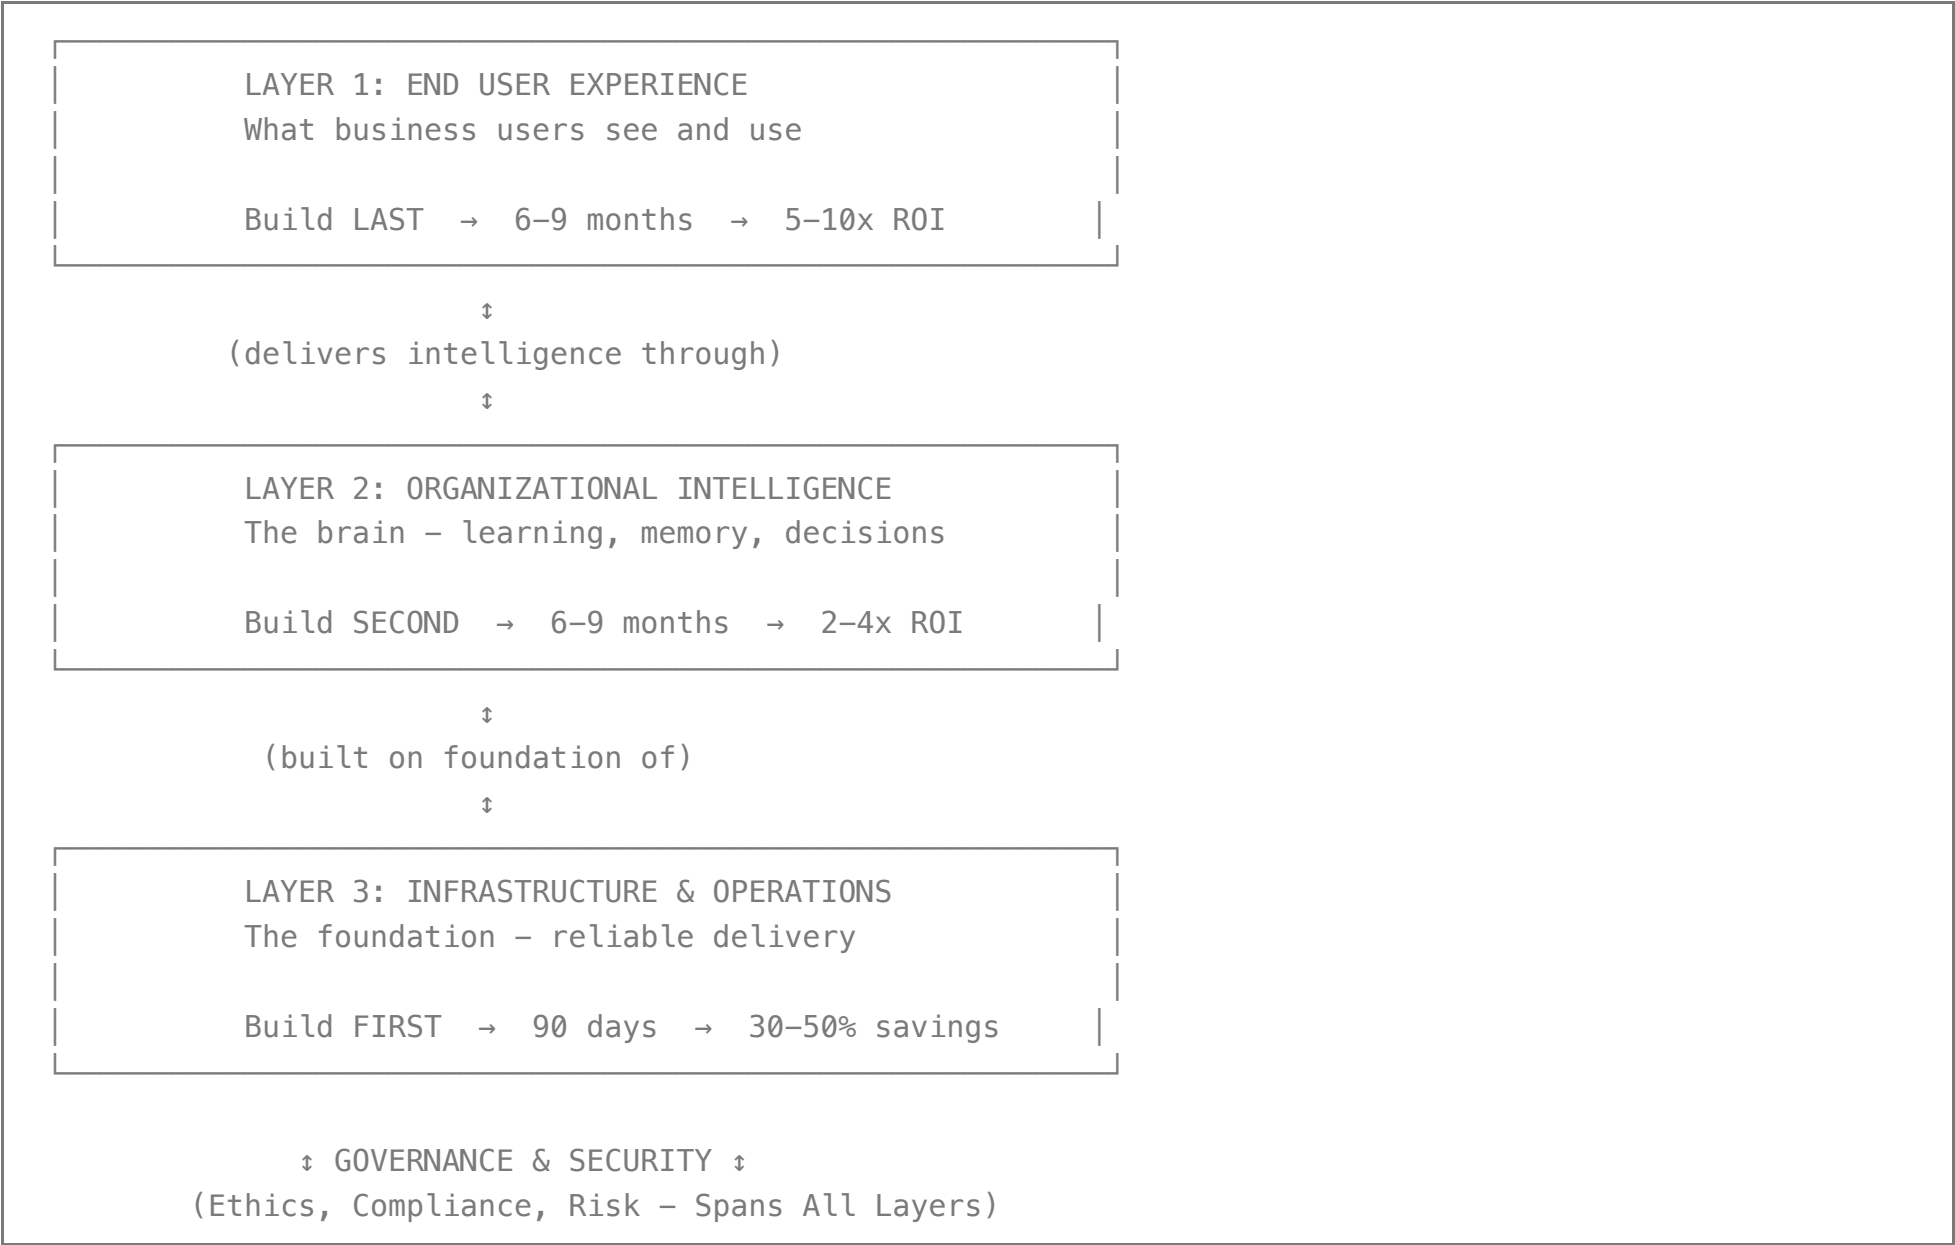 LAYER 1: END USER EXPERIENCE
What business users see and use
Build LAST → 6–9 months → 5–10x ROI
↕
(delivers intelligence through)
↕
LAYER 2: ORGANIZATIONAL INTELLIGENCE
The brain – learning, memory, decisions
Build SECOND → 6–9 months → 2–4x ROI
↕
(built on foundation of)
↕
LAYER 3: INFRASTRUCTURE & OPERATIONS
The foundation – reliable delivery
Build FIRST → 90 days → 30–50% savings
↕ GOVERNANCE & SECURITY ↕
(Ethics, Compliance, Risk – Spans All Layers)